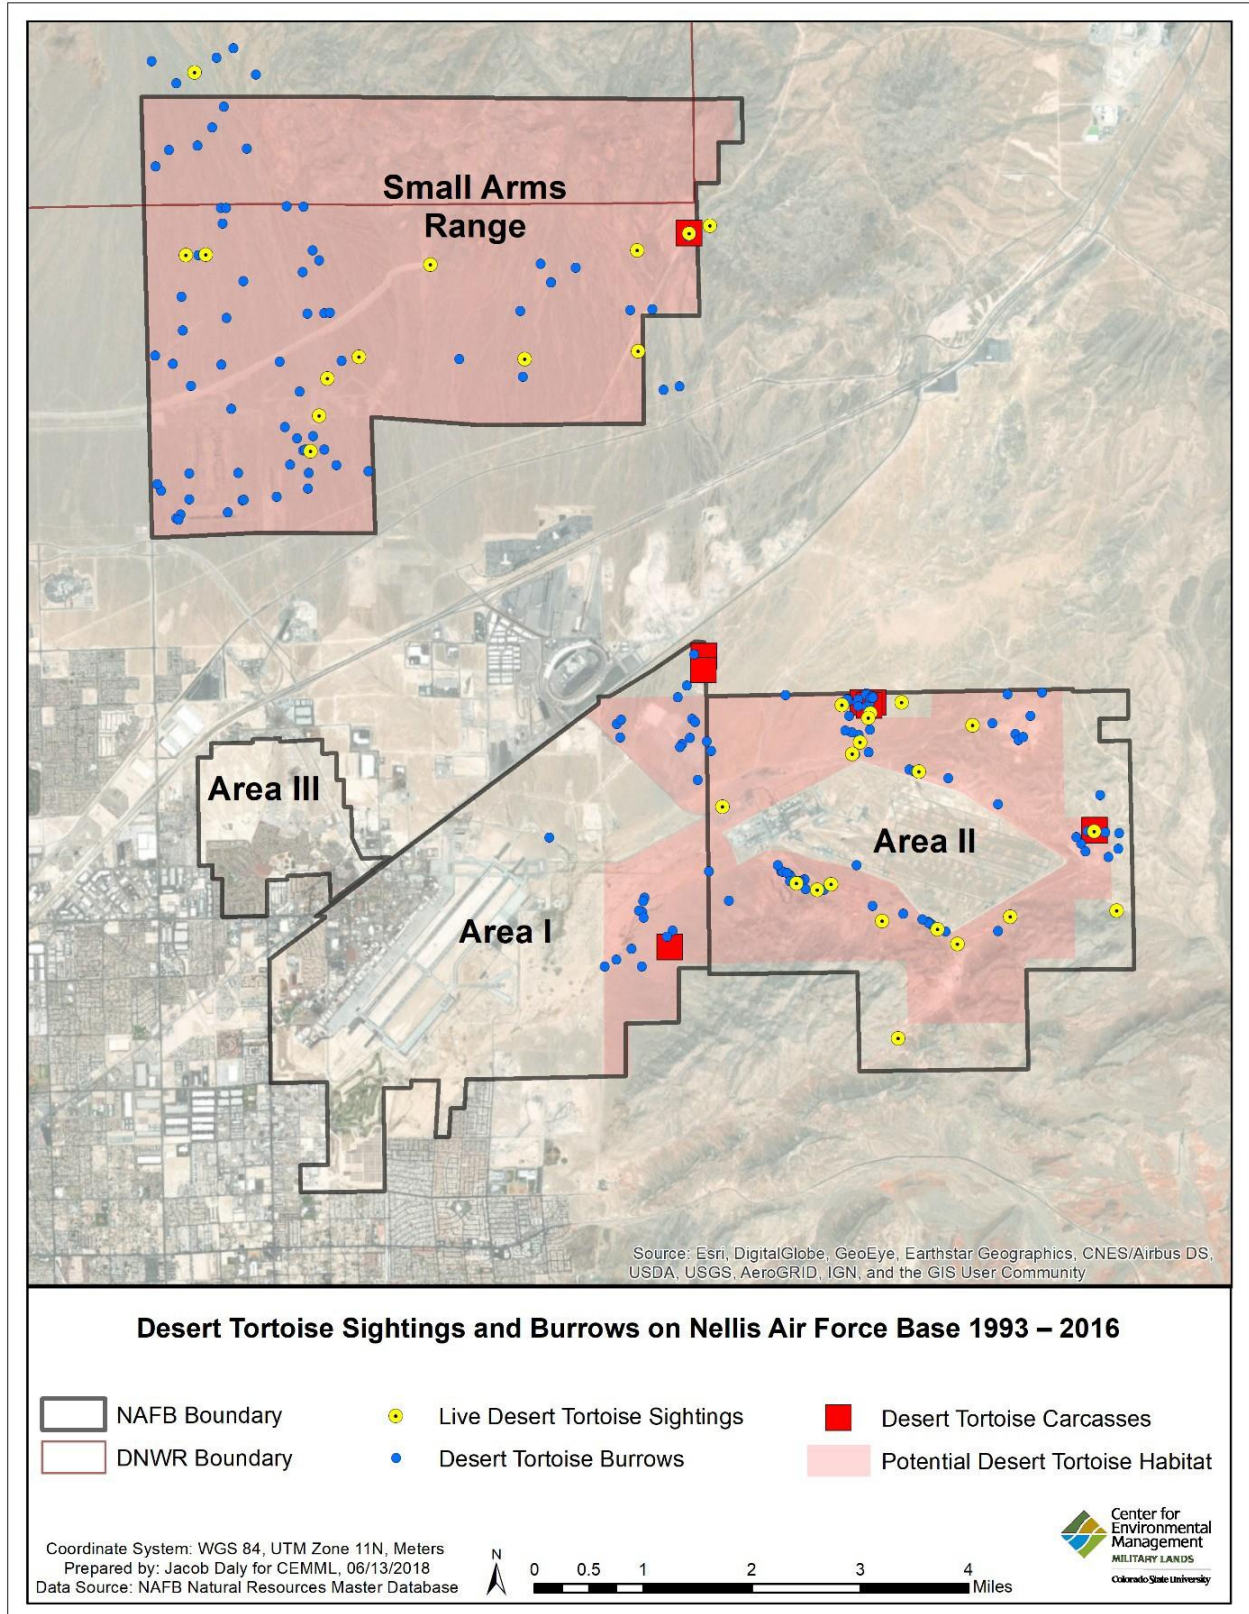 Small Arms
Range
Area III
Area II
Area I
Source: Esri, DigitalGlobe, GeoEye, Earthstar Geographics, CNES/Airbus DS,
USDA, USGS, AeroGRID, IGN, and the GIS User Community
Desert Tortoise Sightings and Burrows on Nellis Air Force Base 1993 – 2016
NAFB Boundary
Live Desert Tortoise Sightings
Desert Tortoise Carcasses
DNWR Boundary
Desert Tortoise Burrows
Potential Desert Tortoise Habitat
Coordinate System: WGS 84, UTM Zone 11N, Meters
Prepared by: Jacob Daly for CEMML, 06/13/2018
Data Source: NAFB Natural Resources Master Database
N
0 0.5 1 2 3 4
Miles
Center for
Environmental
Management
MILITARY LANDS
Colorado State University